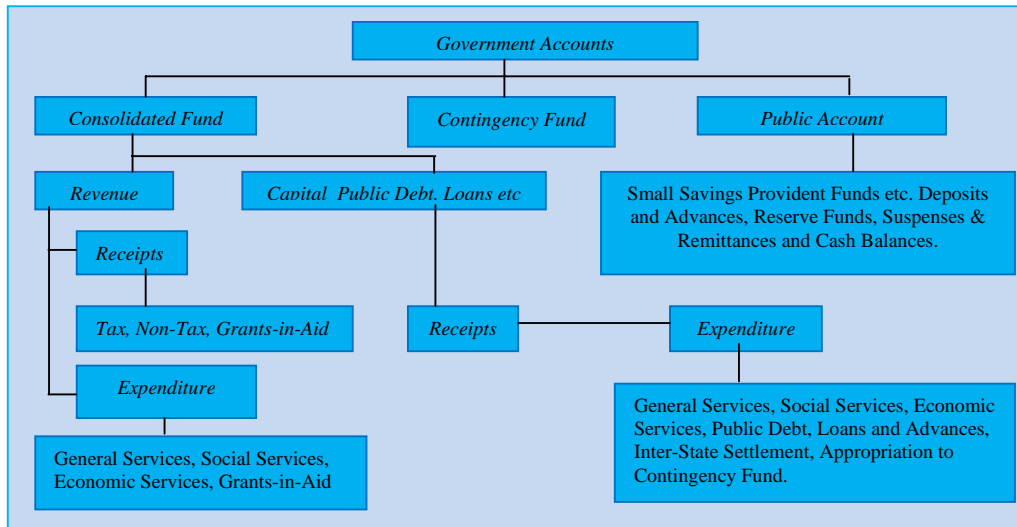 Government Accounts
Consolidated Fund
Contingency Fund
Public Account
Revenue
Capital Public Debt. Loans etc
Small Savings Provident Funds etc. Deposits
and Advances, Reserve Funds, Suspenses &
Remittances and Cash Balances.
Receipts
Tax, Non-Tax, Grants-in-Aid
Receipts
Expenditure
Expenditure
General Services, Social Services,
Economic Services, Grants-in-Aid
General Services, Social Services, Economic
Services, Public Debt, Loans and Advances,
Inter-State Settlement, Appropriation to
Contingency Fund.